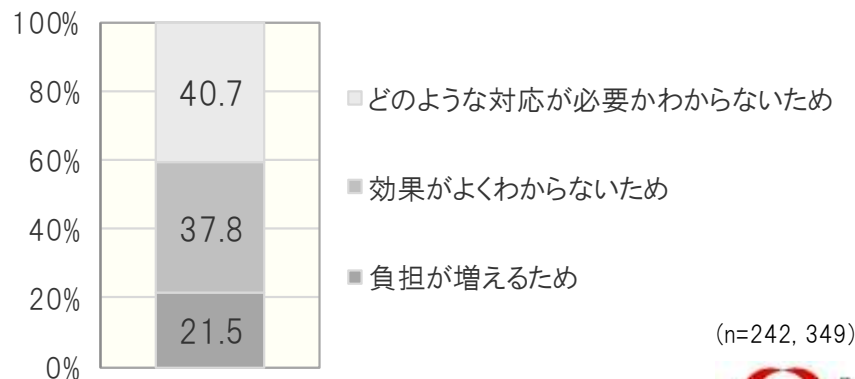 100%
80%
60%
40%
20%
0%
40.7
37.8
21.5
どのような対応が必要かわからないため
効果がよくわからないため
負担が増えるため
(n=242, 349)